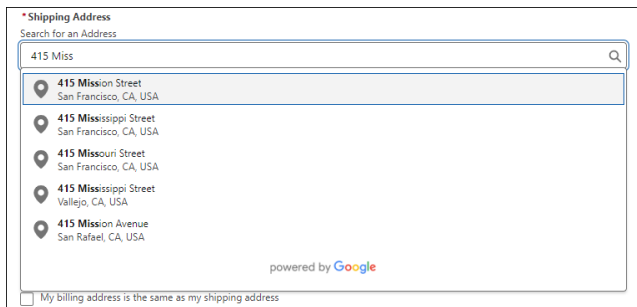 * Shipping Address
Search for an Address
415 Miss
415 Mission Street
San Francisco, CA, USA
415 Mississippi Street
San Francisco, CA, USA
415 Missouri Street
San Francisco, CA, USA
415 Mississippi Street
Vallejo, CA, USA
415 Mission Avenue
San Rafael, CA, USA
powered by Google
My billing address is the same as my shipping address